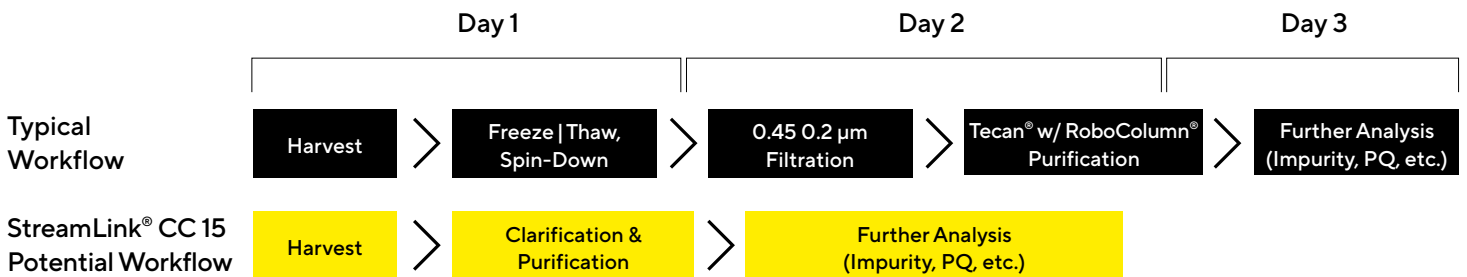 Day 1
Day 2
Day 3
Typical
Workflow
Harvest
Freeze | Thaw,
Spin-Down
0.45 0.2 µm
Filtration
Tecan® w/ RoboColumn®
Purification
Further Analysis
(Impurity, PQ, etc.)
StreamLink® CC 15
Potential Workflow
Harvest
Clarification &
Purification
Further Analysis
(Impurity, PQ, etc.)